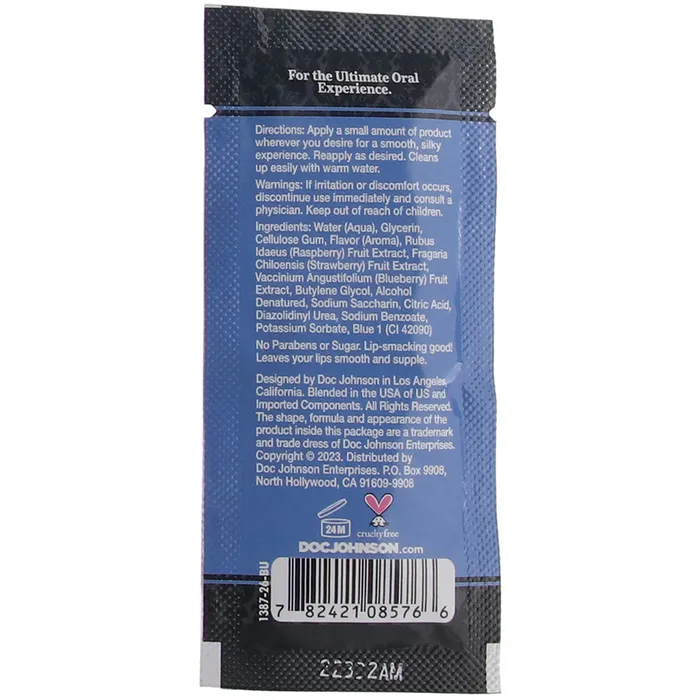 For the Ultimate Oral
Experience.
Directions: Apply a small amount of product
wherever you desire for a smooth, silky
experience. Reapply as desired. Cleans
up easily with warm water.
Warnings: If irritation or discomfort occurs,
discontinue use immediately and consult a
physician. Keep out of reach of children.
Ingredients: Water (Aqua), Glycerin,
Cellulose Gum, Flavor (Aroma), Rubus
Idaeus (Raspberry) Fruit Extract, Fragaria
Chiloensis (Strawberry) Fruit Extract,
Vaccinium Angustifolium (Blueberry) Fruit
Extract, Butylene Glycol, Alcohol
Denatured, Sodium Saccharin, Citric Acid,
Diazolidinyl Urea, Sodium Benzoate,
Potassium Sorbate, Blue 1 (CI 42090)
No Parabens or Sugar. Lip-smacking good!
Leaves your lips smooth and supple.
Designed by Doc Johnson in Los Angeles,
California. Blended in the USA of US and
Imported Components. All Rights Reserved.
The shape, formula and appearance of the
product inside this package are a trademark
and trade dress of Doc Johnson Enterprises.
Copyright © 2023. Distributed by
Doc Johnson Enterprises. P.O. Box 9908,
North Hollywood, CA 91609-9908
24M
crueltyfree
DOCJOHNSON.com
1387-26-BU
7 82421 08576 6